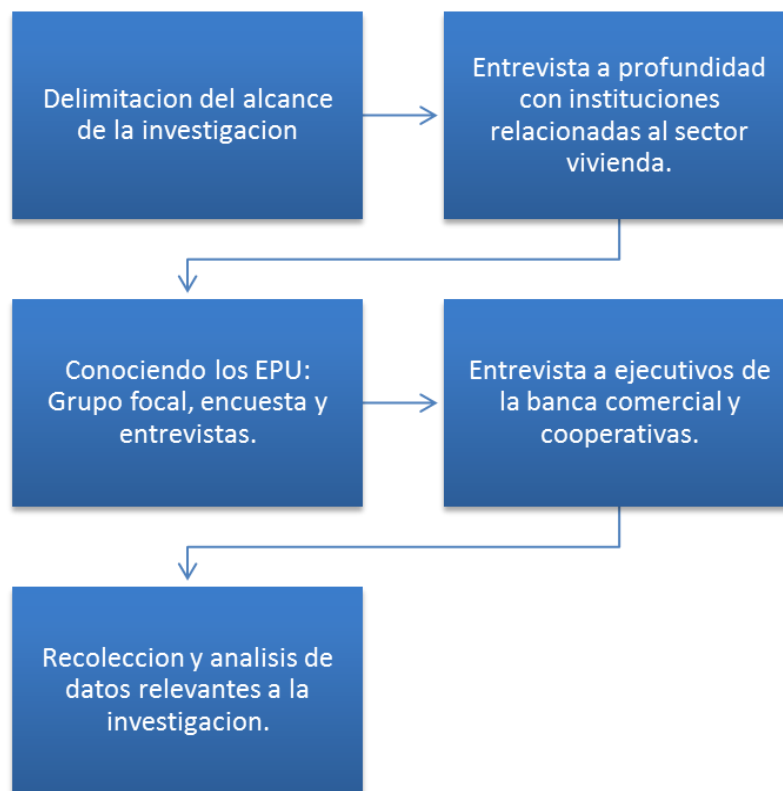 Delimitacion del alcance
de la investigacion
Entrevista a profundidad
con instituciones
relacionadas al sector
vivienda.
Conociendo los EPU:
Grupo focal, encuesta y
entrevistas.
Entrevista a ejecutivos de
la banca comercial y
cooperativas.
Recoleccion y analisis de
datos relevantes a la
investigacion.